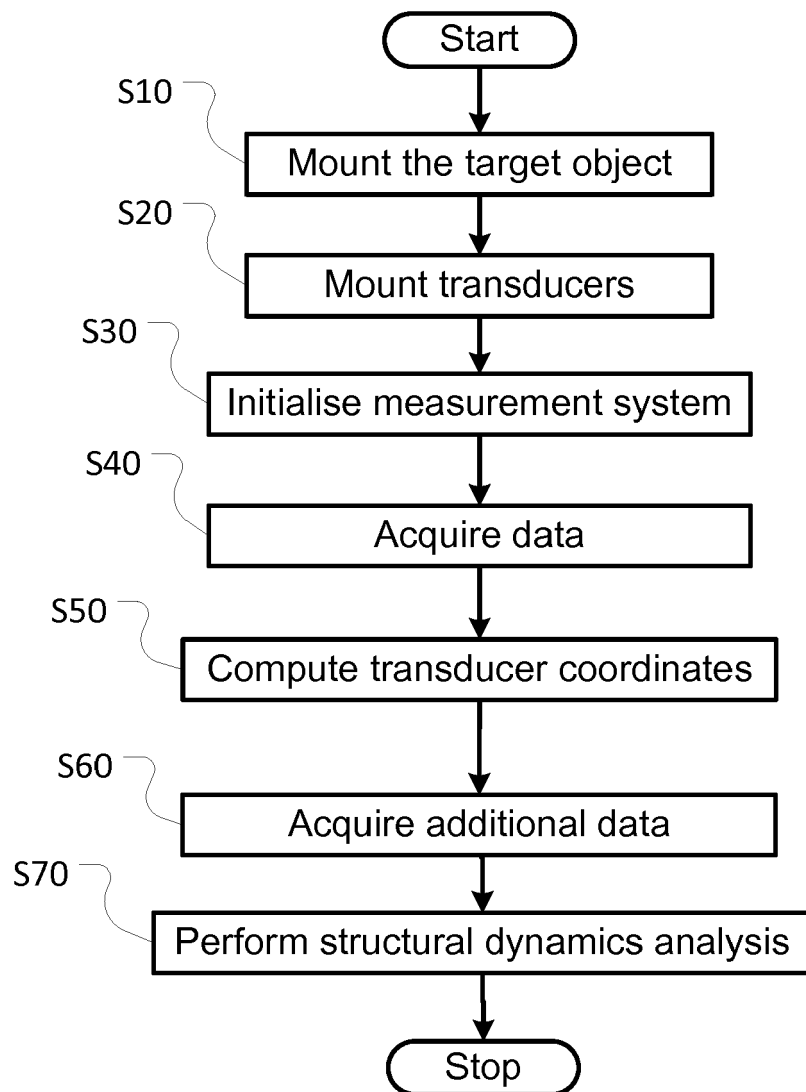 Start
S10
Mount the target object
S20
Mount transducers
S30
Initialise measurement system
S40
Acquire data
S50
Compute transducer coordinates
S60
Acquire additional data
S70
Perform structural dynamics analysis
Stop